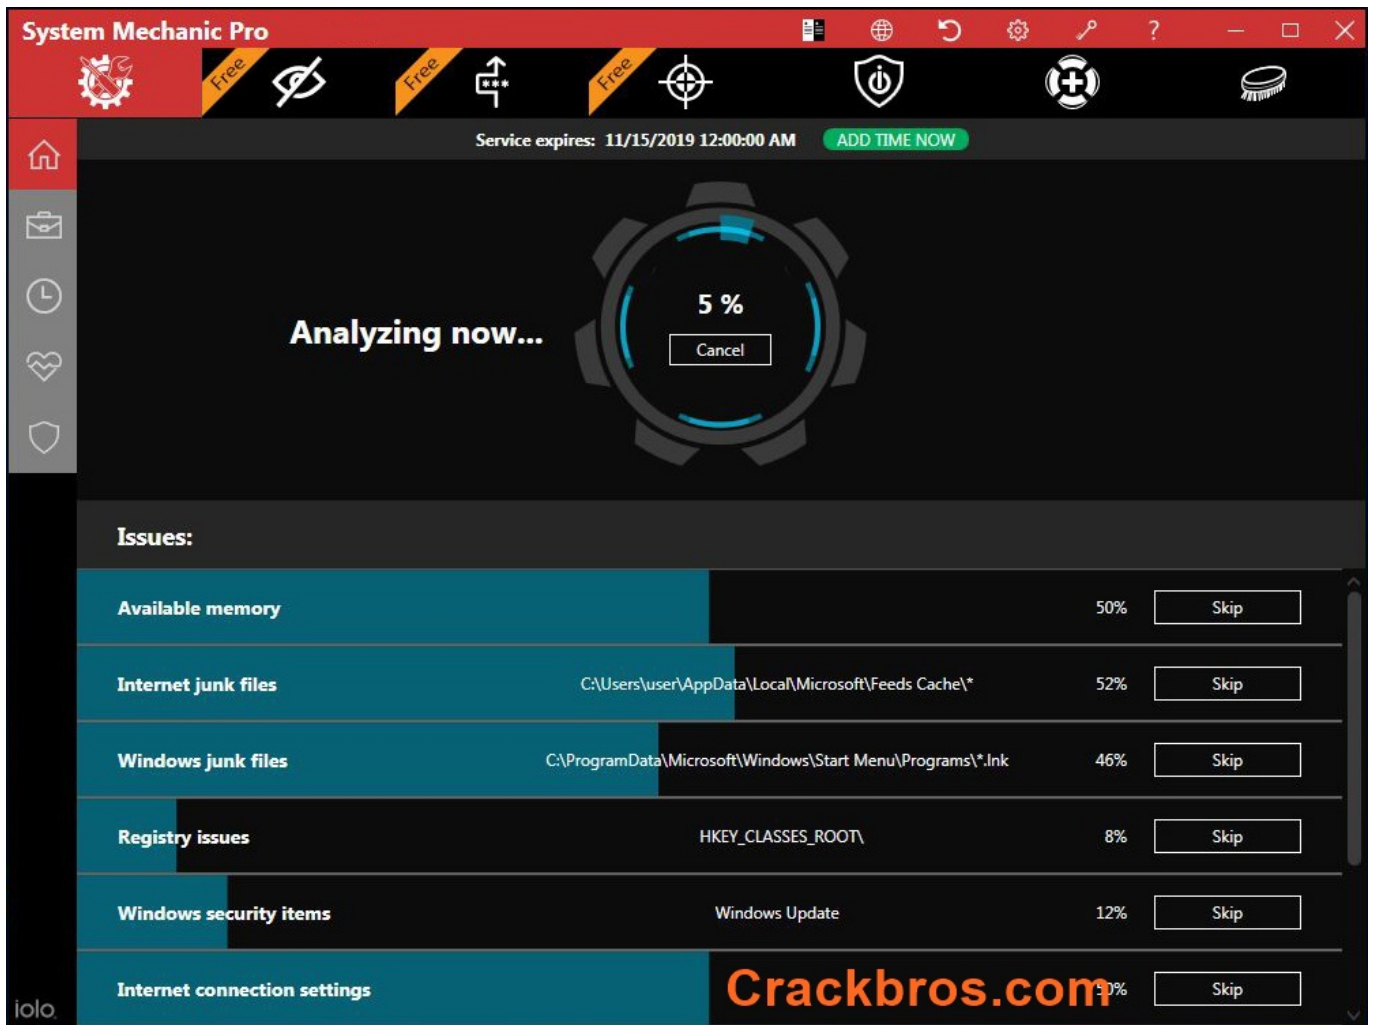 System Mechanic Pro
?
Free
Free
***
Free
Service expires: 11/15/2019 12:00:00 AM ADD TIME NOW
Analyzing now...
5 %
Cancel
Issues:
Available memory 50% Skip
Internet junk files C:\Users\user\AppData\Local\Microsoft\Feeds Cache\* 52% Skip
Windows junk files C:\ProgramData\Microsoft\Windows\Start Menu\Programs\*.lnk 46% Skip
Registry issues HKEY_CLASSES_ROOT\ 8% Skip
Windows security items Windows Update 12% Skip
Internet connection settings Skip
Crackbros.com
iolo